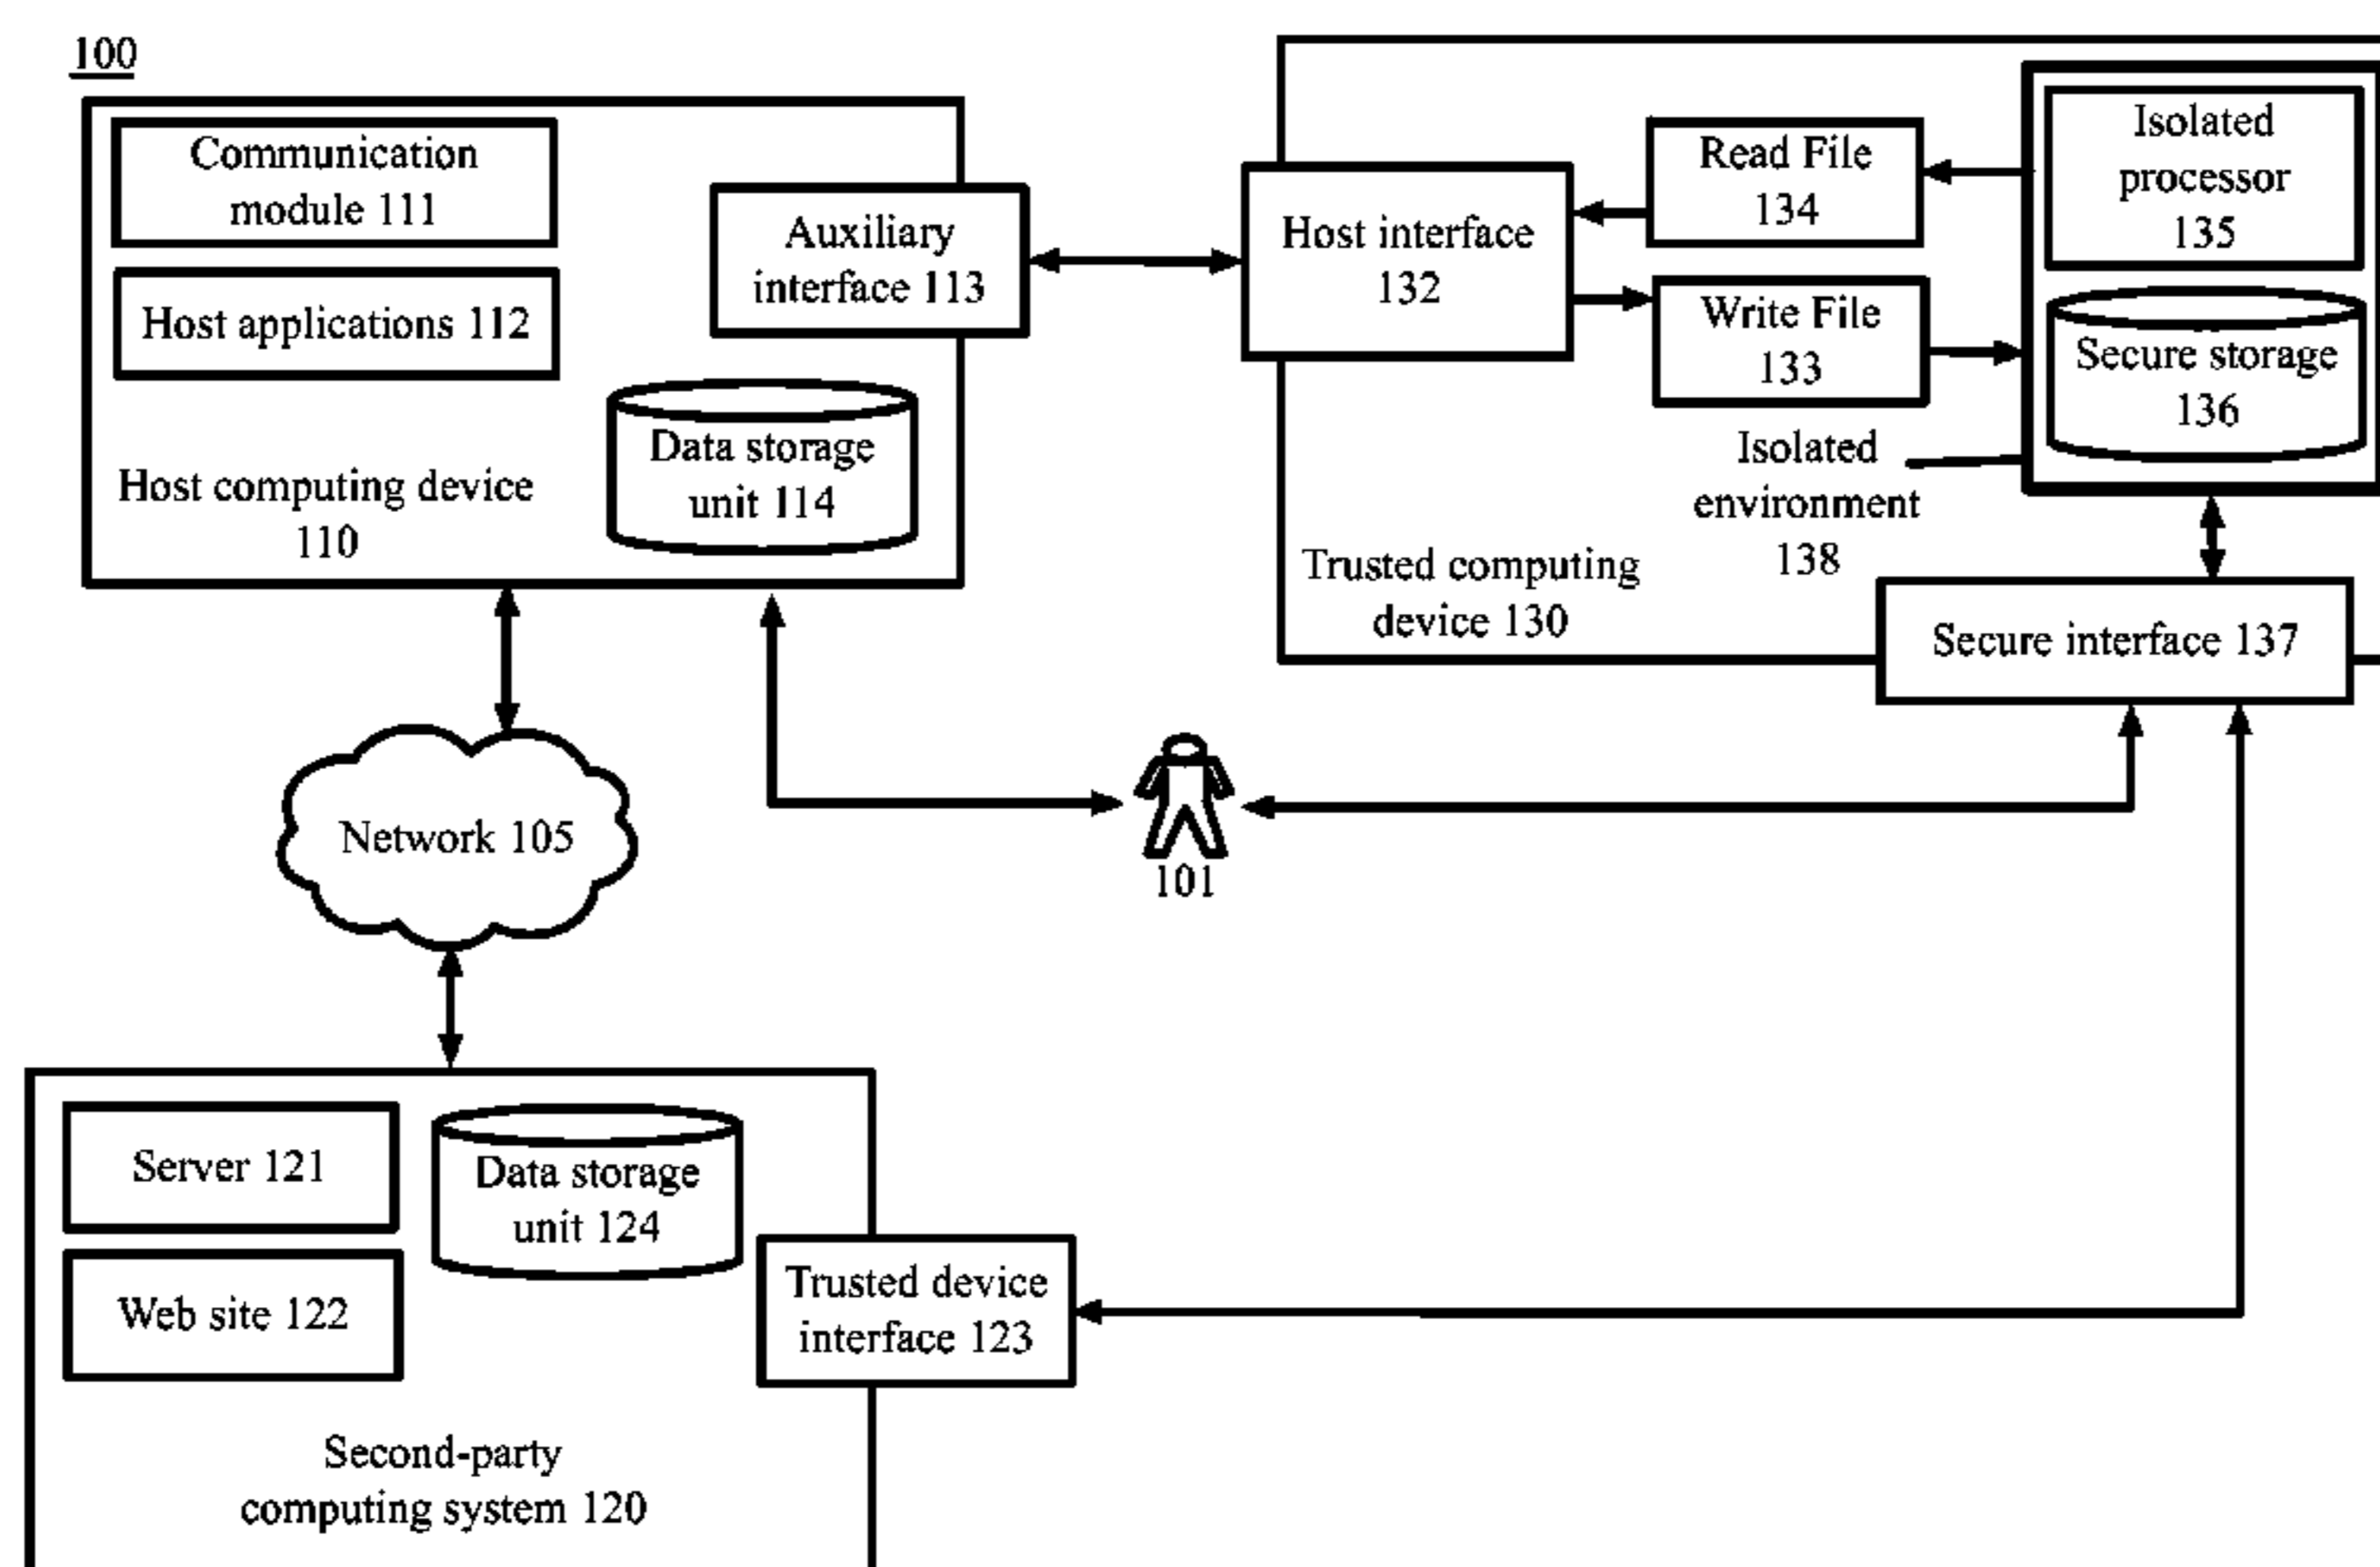 100
Communication
module 111
Host applications 112
Auxiliary
interface 113
Data storage
unit 114
Host computing device
110
Host interface
132
Read File
134
Write File
133
Isolated
processor
135
Secure storage
136
Isolated
environment
138
Trusted computing
device 130
Secure interface 137
Network 105
101
Server 121
Web site 122
Data storage
unit 124
Trusted device
interface 123
Second-party
computing system 120